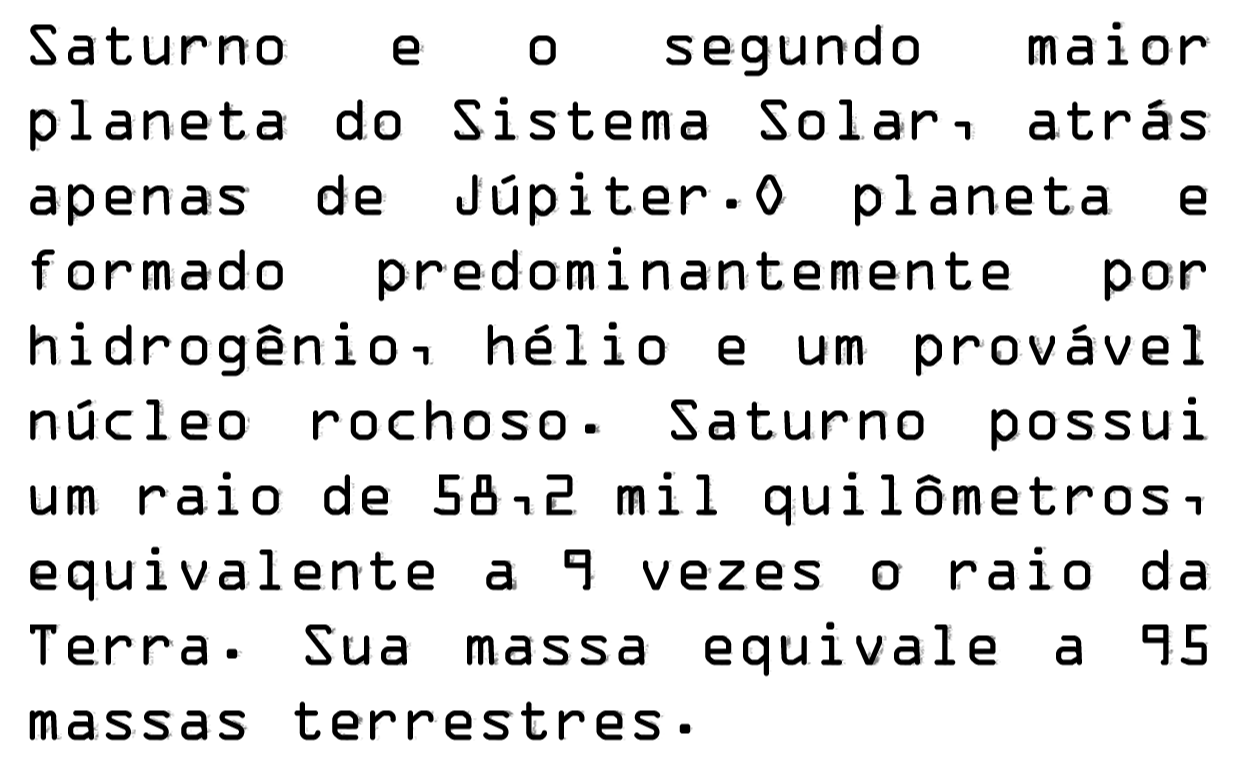 Saturno e o segundo maior
planeta do Sistema Solar, atrás
apenas de Júpiter.O planeta e
formado predominantemente por
hidrogênio, hélio e um provável
núcleo rochoso. Saturno possui
um raio de 58,2 mil quilômetros,
equivalente a 9 vezes o raio da
Terra. Sua massa equivale a 95
massas terrestres.